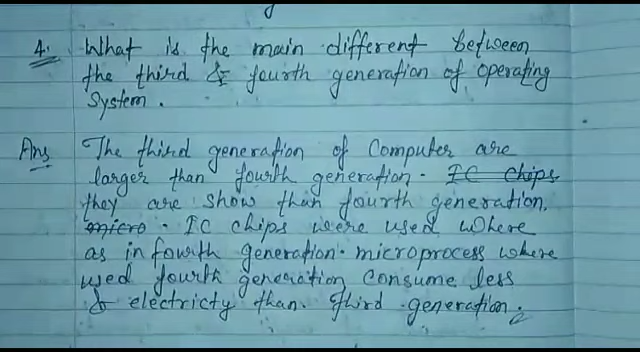 4. What is the main different between
the third & fourth generation of operating
System.
Ans The third generation of Computer are
larger than fourth generation. IC chips
they are show than fourth generation.
micro. IC chips were used where
as in fourth generation. microprocess where
used fourth generation Consume less
& electricty than. third generation.